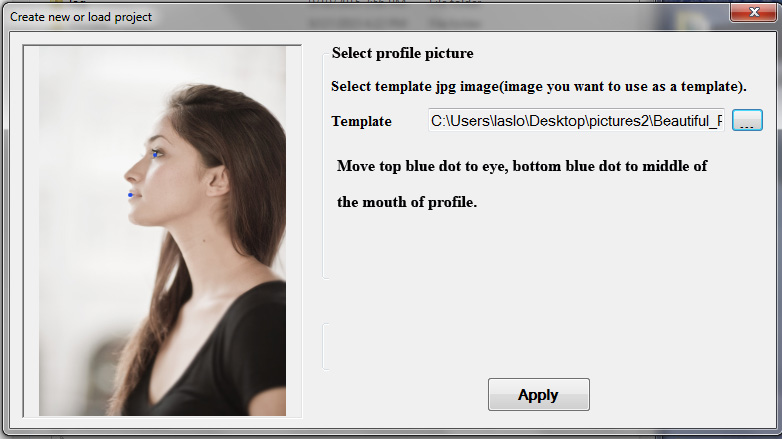 Create new or load project
Select profile picture
Select template jpg image(image you want to use as a template).
Template
C:\Users\laslo\Desktop\pictures2\Beautiful_F
...
Move top blue dot to eye, bottom blue dot to middle of
the mouth of profile.
Apply